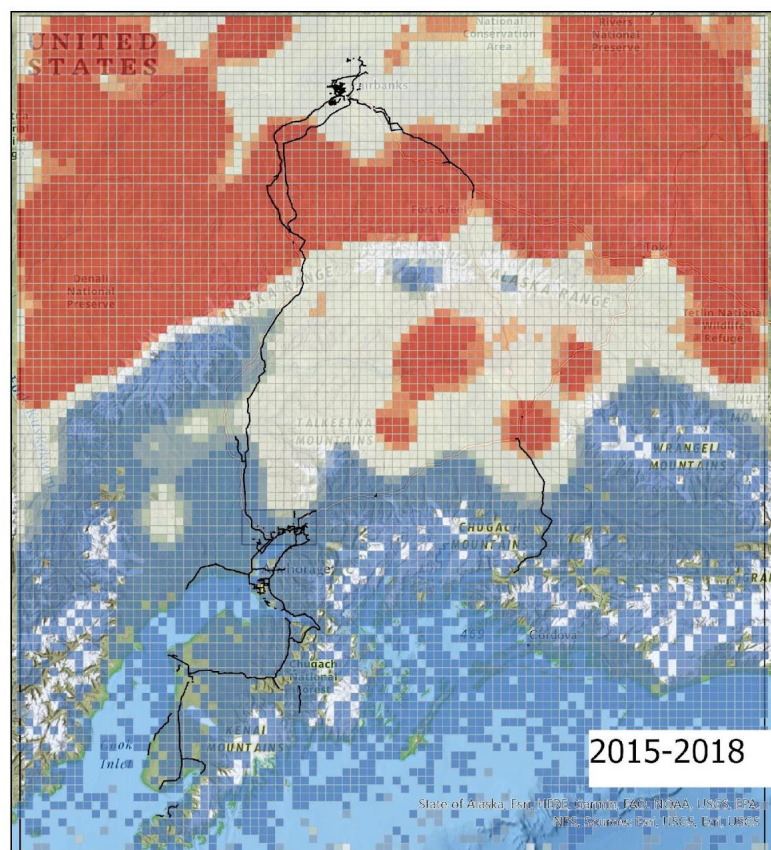 UNITED
STATES
National
Conservation
Area
Rivers
National
Preserve
Fairbanks
Fort Greely
Tok
Denali
National
Preserve
ALASKA RANGE
ALASKA RANGE
Tetlin National
Wildlife
Refuge
TALKEETNA
MOUNTAINS
WRANGELL
MOUNTAINS
CHUGACH
MOUNTAINS
Anchorage
Cordova
Chugach
National
Forest
KENAI
MOUNTAINS
Cook
Inlet
2015-2018
State of Alaska, Esri, HERE, Garmin, FAO, NOAA, USGS, EPA,
NPS, Sources: Esri, USGS, Esri, USGS